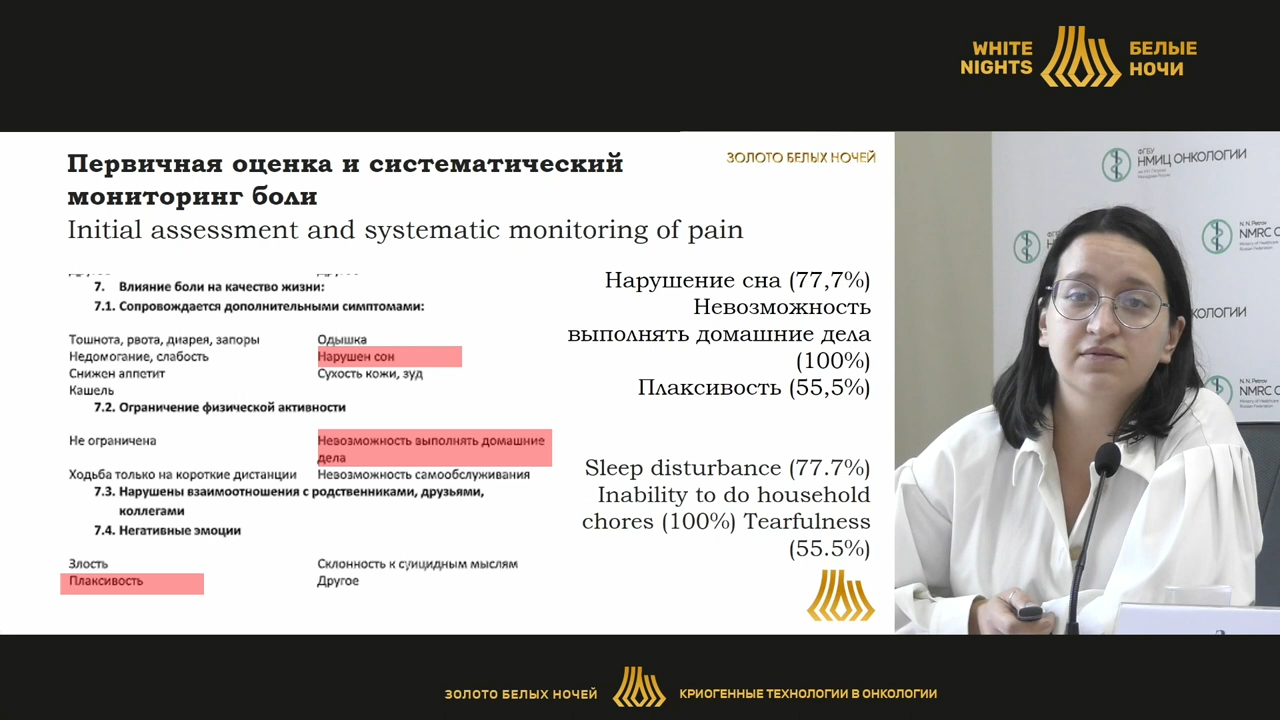 WHITE
NIGHTS
БЕЛЫЕ
НОЧИ
Первичная оценка и систематический
мониторинг боли
Initial assessment and systematic monitoring of pain
ЗОЛОТО БЕЛЫХ НОЧЕЙ
7. Влияние боли на качество жизни:
7.1. Сопровождается дополнительными симптомами:
Тошнота, рвота, диарея, запоры Одышка
Недомогание, слабость Нарушен сон
Снижен аппетит Сухость кожи, зуд
Кашель
7.2. Ограничение физической активности
Не ограничена Невозможность выполнять домашние
дела
Ходьба только на короткие дистанции Невозможность самообслуживания
7.3. Нарушены взаимоотношения с родственниками, друзьями,
коллегами
7.4. Негативные эмоции
Злость Склонность к суицидным мыслям
Плаксивость Другое
Нарушение сна (77,7%)
Невозможность
выполнять домашние дела
(100%)
Плаксивость (55,5%)
Sleep disturbance (77.7%)
Inability to do household
chores (100%) Tearfulness
(55.5%)
ФГБУ
НМИЦ ОНКОЛОГИИ
N.N. Petrov
NMRC O
ФГБУ
ОНКОЛОГИИ
N.N. Petrov
NMRC O
ЗОЛОТО БЕЛЫХ НОЧЕЙ
КРИОГЕННЫЕ ТЕХНОЛОГИИ В ОНКОЛОГИИ